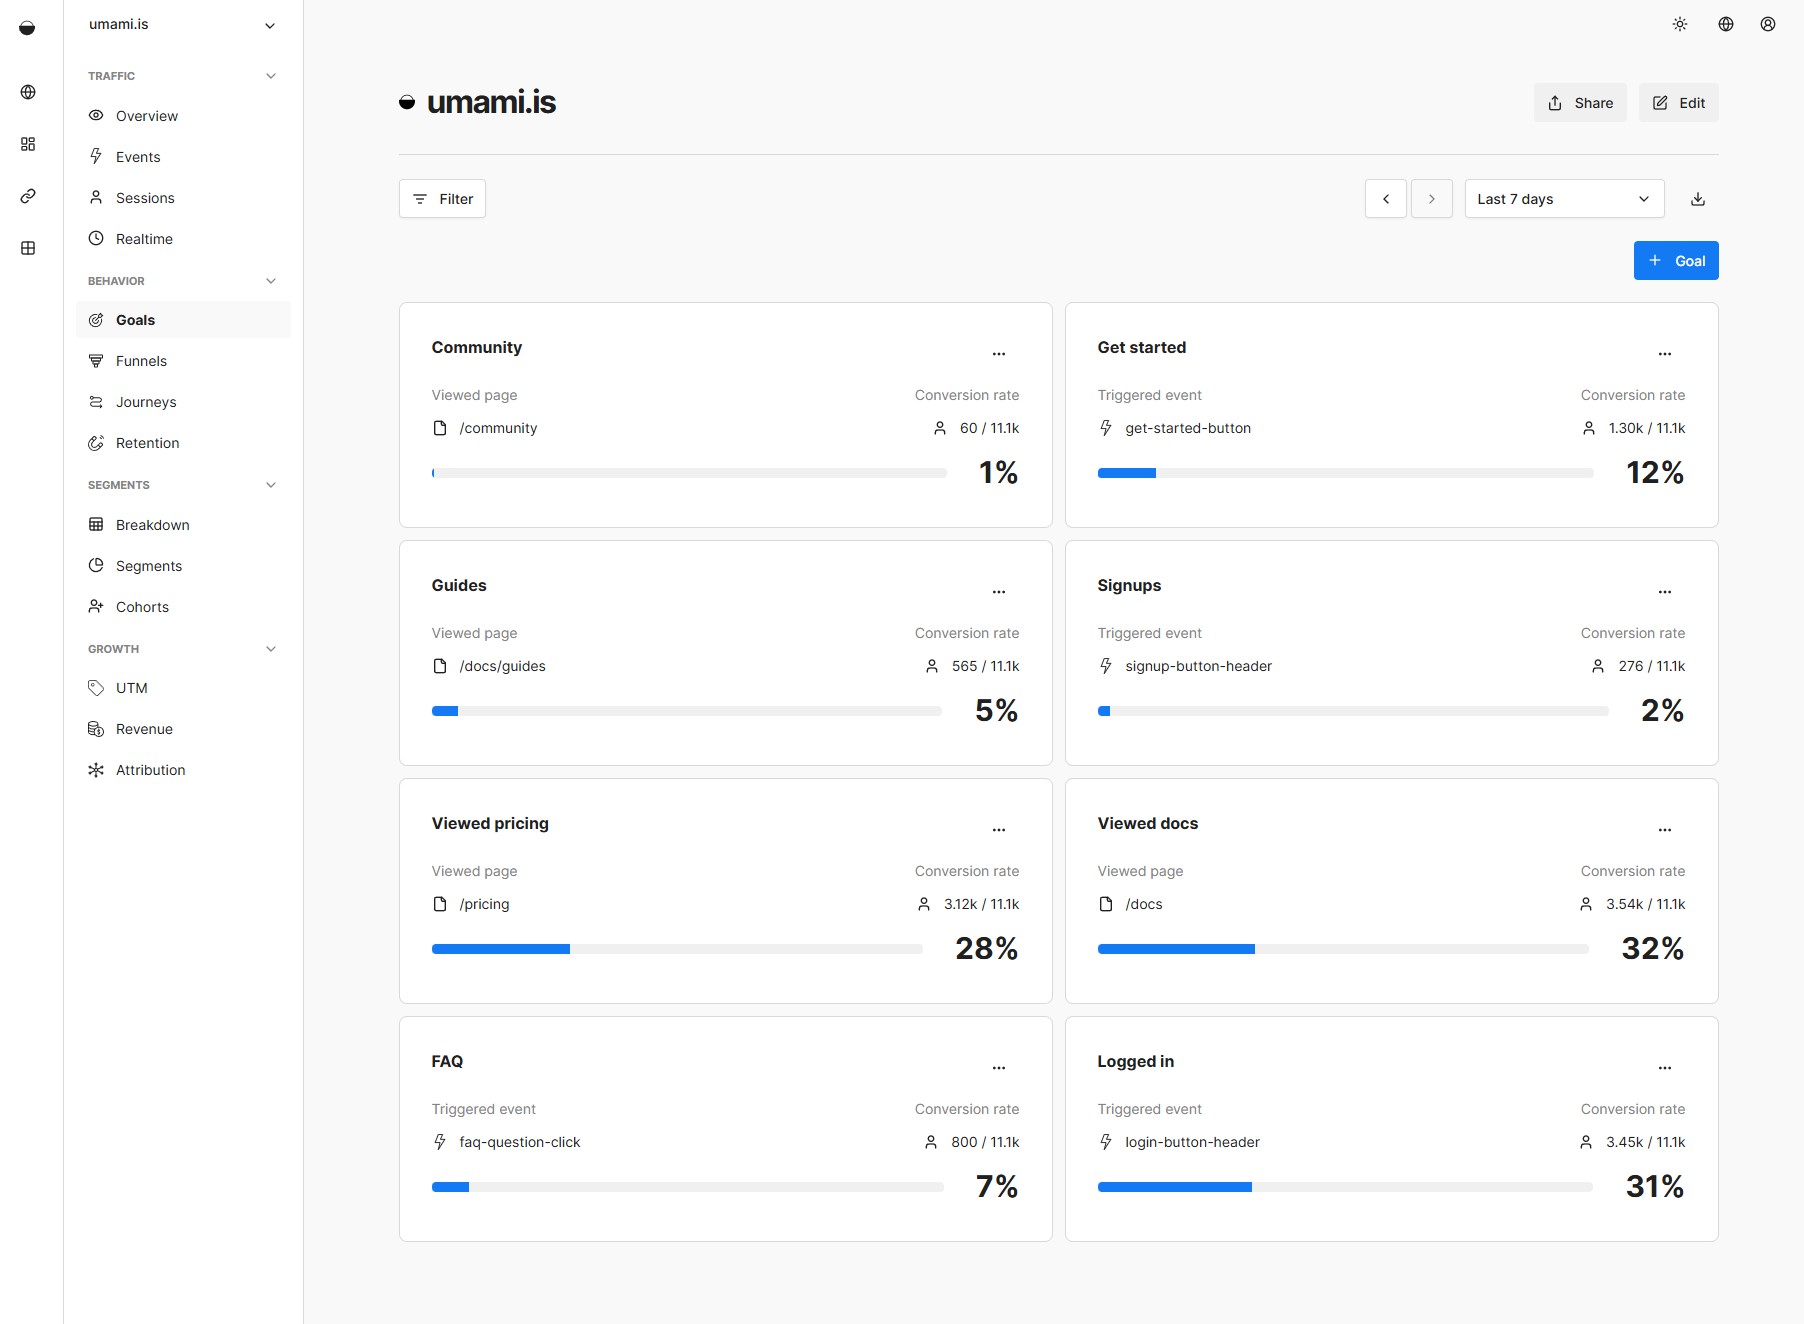 umami.is
TRAFFIC
Overview
Events
Sessions
Realtime
BEHAVIOR
Goals
Funnels
Journeys
Retention
SEGMENTS
Breakdown
Segments
Cohorts
GROWTH
UTM
Revenue
Attribution
umami.is
Share
Edit
Filter
Last 7 days
+ Goal
Community
...
Viewed page
Conversion rate
/community
60 / 11.1k
1%
Get started
...
Triggered event
Conversion rate
get-started-button
1.30k / 11.1k
12%
Guides
...
Viewed page
Conversion rate
/docs/guides
565 / 11.1k
5%
Signups
...
Triggered event
Conversion rate
signup-button-header
276 / 11.1k
2%
Viewed pricing
...
Viewed page
Conversion rate
/pricing
3.12k / 11.1k
28%
Viewed docs
...
Viewed page
Conversion rate
/docs
3.54k / 11.1k
32%
FAQ
...
Triggered event
Conversion rate
faq-question-click
800 / 11.1k
7%
Logged in
...
Triggered event
Conversion rate
login-button-header
3.45k / 11.1k
31%